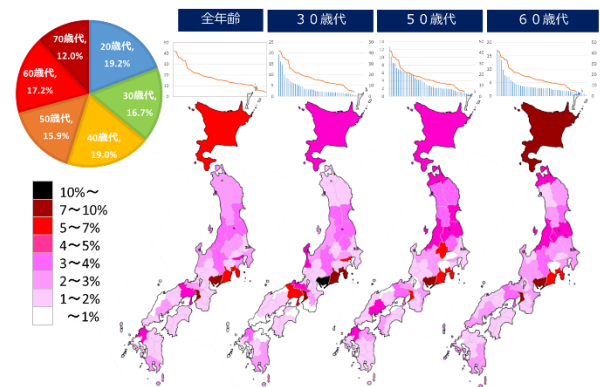 全年齢
３０歳代
５０歳代
６０歳代
70歳代,
12.0%
20歳代,
19.2%
60歳代,
17.2%
30歳代,
16.7%
50歳代,
15.9%
40歳代,
19.0%
10%～
7～10%
5～7%
4～5%
3～4%
2～3%
1～2%
～1%